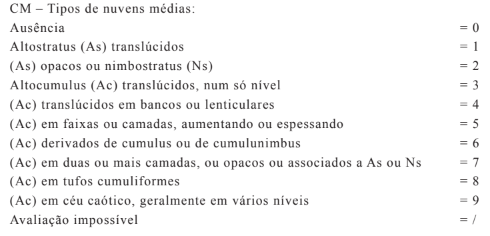 CM – Tipos de nuvens médias:
Ausência = 0
Altostratus (As) translúcidos = 1
(As) opacos ou nimbostratus (Ns) = 2
Altocumulus (Ac) translúcidos, num só nível = 3
(Ac) translúcidos em bancos ou lenticulares = 4
(Ac) em faixas ou camadas, aumentando ou espessando = 5
(Ac) derivados de cumulus ou de cumulunimbus = 6
(Ac) em duas ou mais camadas, ou opacos ou associados a As ou Ns = 7
(Ac) em tufos cumuliformes = 8
(Ac) em céu caótico, geralmente em vários níveis = 9
Avaliação impossível = /